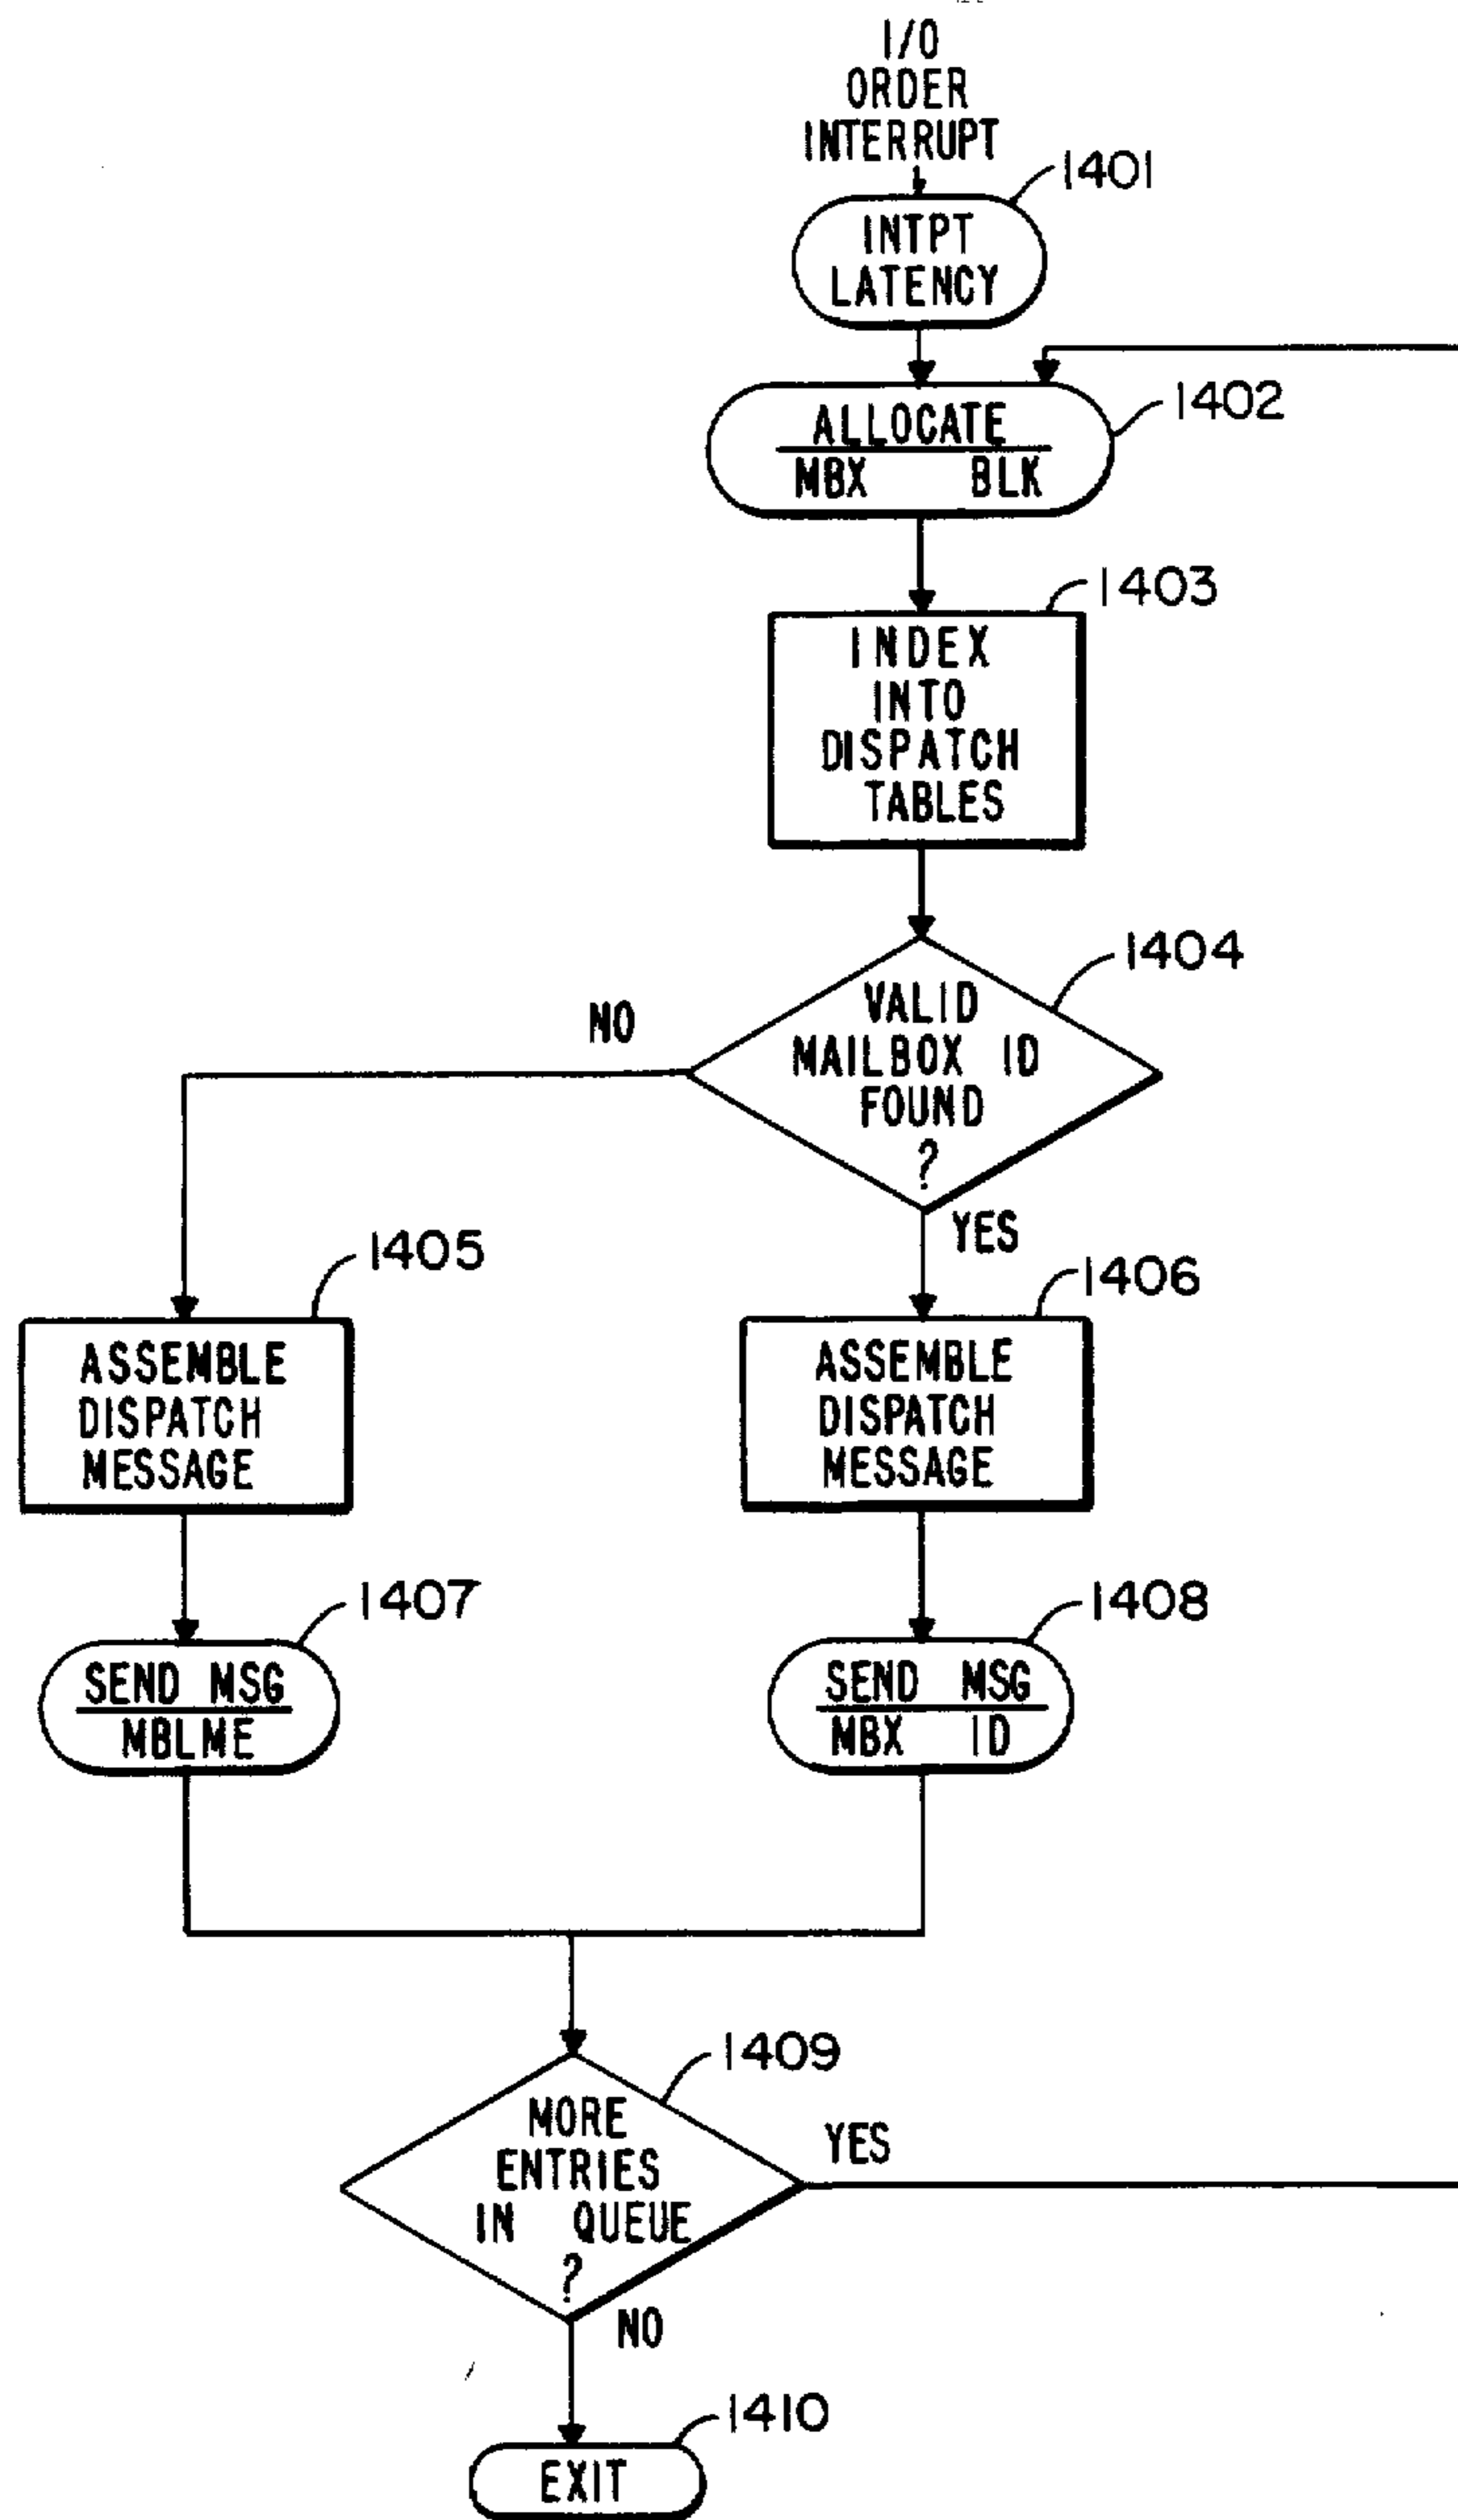 I/O
ORDER
INTERRUPT
1401
INTPT
LATENCY
1402
ALLOCATE
MBX BLK
1403
INDEX
INTO
DISPATCH
TABLES
1404
VALID
MAILBOX ID
FOUND
?
NO
YES
1405
ASSEMBLE
DISPATCH
MESSAGE
1406
ASSEMBLE
DISPATCH
MESSAGE
1407
SEND MSG
MBLME
1408
SEND MSG
MBX ID
1409
MORE
ENTRIES
IN QUEUE
?
YES
NO
1410
EXIT